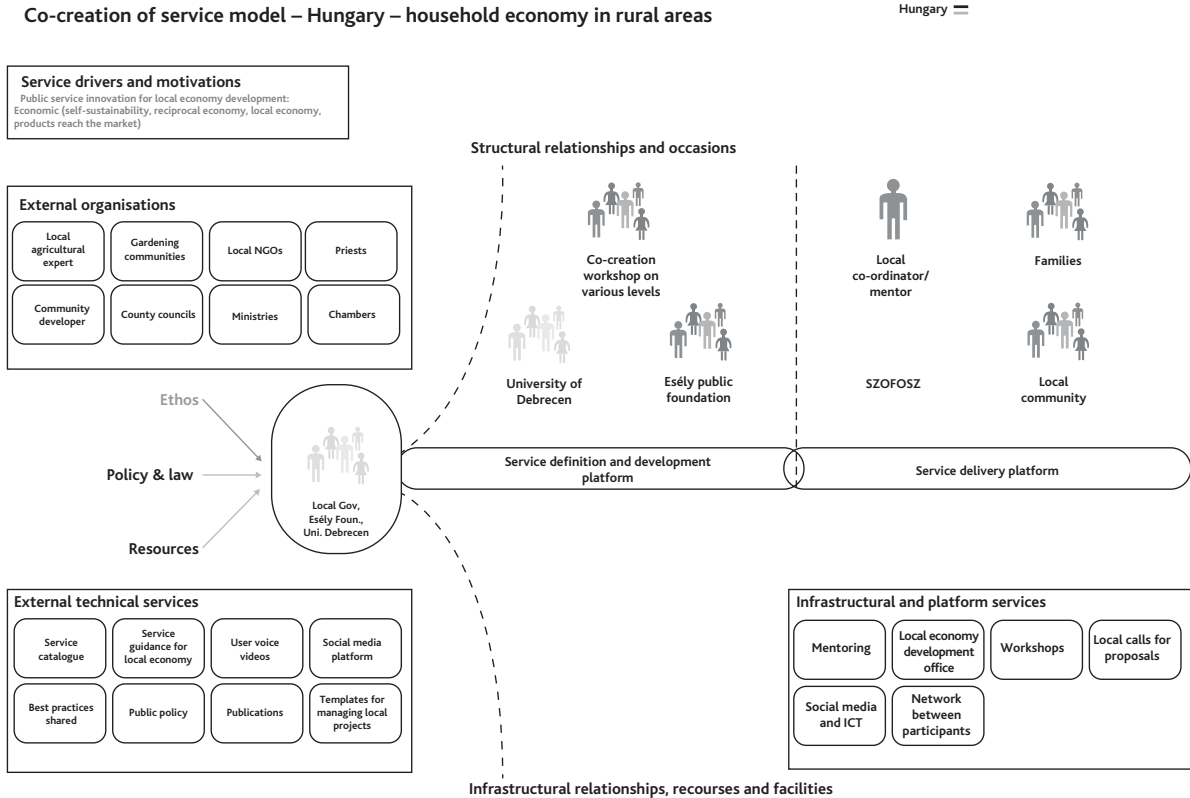 Co-creation of service model – Hungary – household economy in rural areas
Hungary
Service drivers and motivations
Public service innovation for local economy development:
Economic (self-sustainability, reciprocal economy, local economy,
products reach the market)
Structural relationships and occasions
External organisations
Local
agricultural
expert
Gardening
communities
Local NGOs
Priests
Community
developer
County councils
Ministries
Chambers
Co-creation
workshop on
various levels
Local
co-ordinator/
mentor
Families
University of
Debrecen
Esély public
foundation
SZOFOSZ
Local
community
Ethos
Policy & law
Resources
Local Gov,
Esély Foun.,
Uni. Debrecen
Service definition and development
platform
Service delivery platform
External technical services
Service
catalogue
Service
guidance for
local economy
User voice
videos
Social media
platform
Best practices
shared
Public policy
Publications
Templates for
managing local
projects
Infrastructural and platform services
Mentoring
Local economy
development
office
Workshops
Local calls for
proposals
Social media
and ICT
Network
between
participants
Infrastructural relationships, recourses and facilities